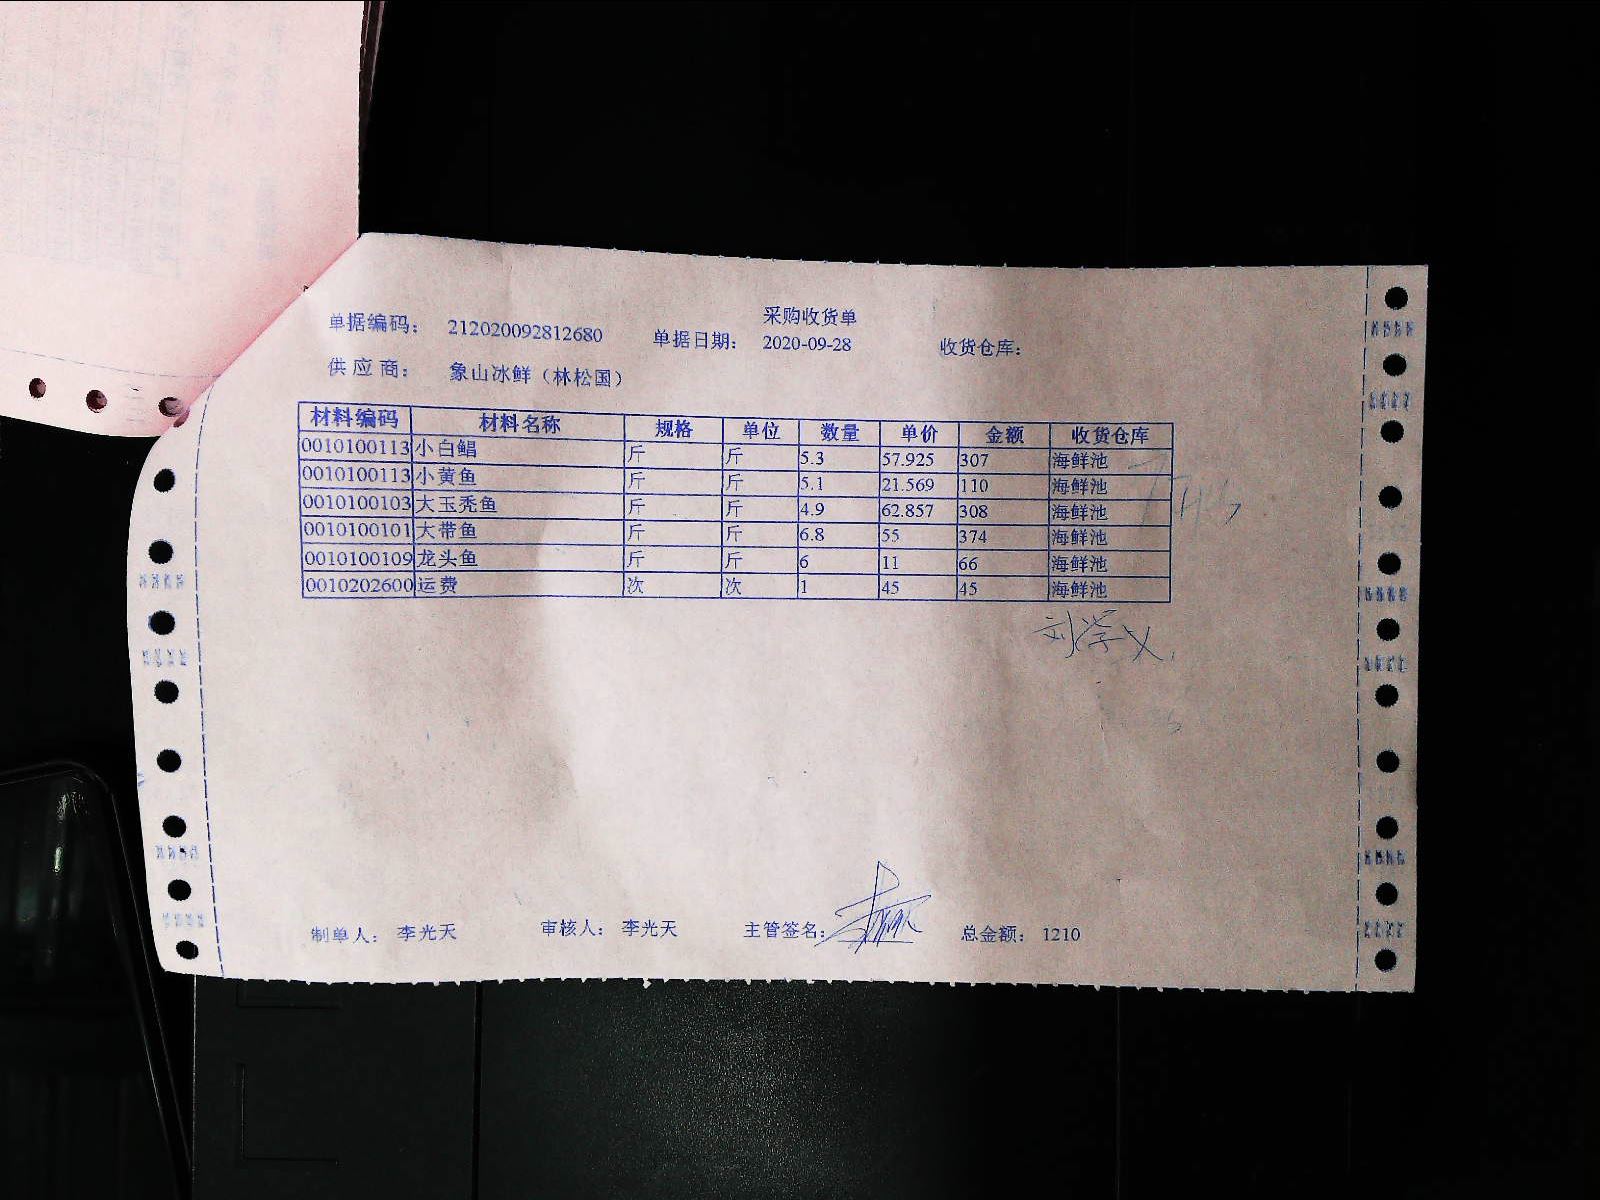 采购收货单
单据编码： 212020092812680 单据日期： 2020-09-28 收货仓库：
供应商： 象山冰鲜（林松国）
材料编码 材料名称 规格 单位 数量 单价 金额 收货仓库
0010100113 小白鲳 斤 斤 5.3 57.925 307 海鲜池
0010100113 小黄鱼 斤 斤 5.1 21.569 110 海鲜池
0010100103 大玉秃鱼 斤 斤 4.9 62.857 308 海鲜池
0010100101 大带鱼 斤 斤 6.8 55 374 海鲜池
0010100109 龙头鱼 斤 斤 6 11 66 海鲜池
0010202600 运费 次 次 1 45 45 海鲜池
刘学义
制单人： 李光天 审核人： 李光天 主管签名： 总金额： 1210